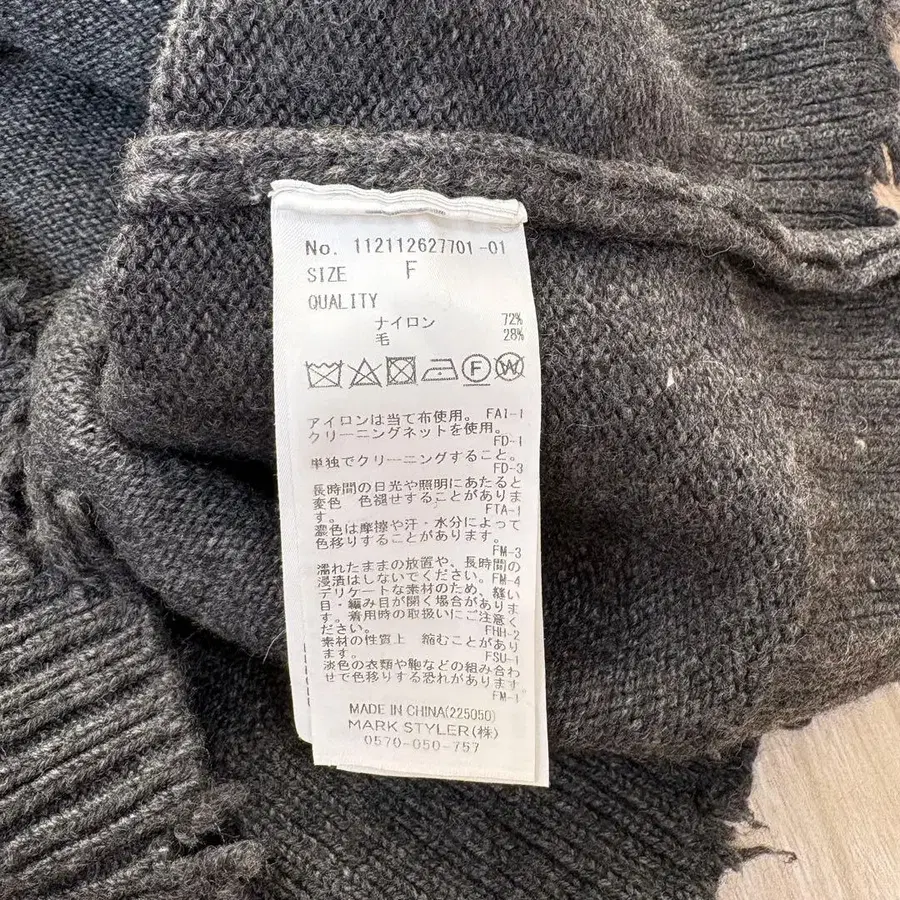 No. 112112627701-01
SIZE F
QUALITY
ナイロン 72%
毛 28%
F W
アイロンは当て布使用。 FA1-1
クリーニングネットを使用。
FD-1
単独でクリーニングすること。
FD-3
長時間の日光や照明にあたると
変色 色褪せすることがありま
す。 FTA-1
濃色は摩擦や汗・水分によって
色移りすることがあります。
FM-3
濡れたままの放置や、長時間の
浸漬はしないでください。FM-4
デリケートな素材のため、縫い
目・編み目が開く場合がありま
す。着用時の取扱いにご注意く
ださい。 FHH-2
素材の性質上 縮むことがあり
ます。 FSU-1
淡色の衣類や鞄などの組み合わ
せで色移りする恐れがあります。
FM-1
MADE IN CHINA(225050)
MARK STYLER(株)
0570-050-757